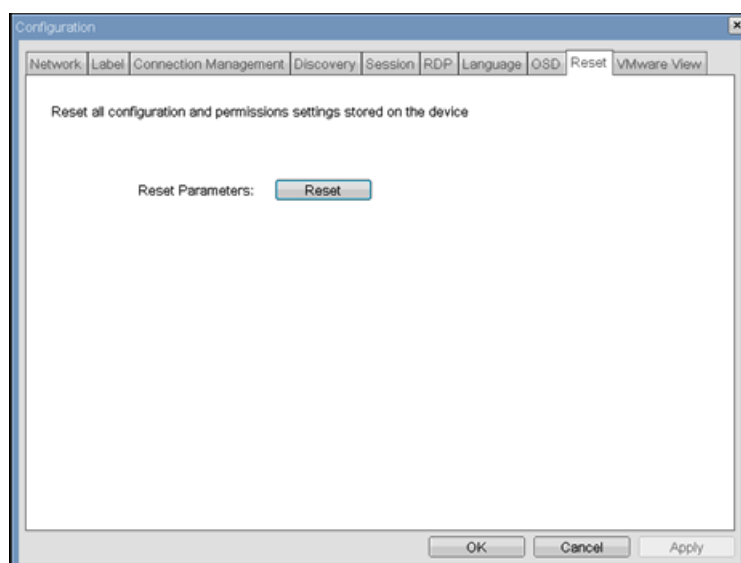 Configuration
Network Label Connection Management Discovery Session RDP Language OSD Reset VMware View
Reset all configuration and permissions settings stored on the device
Reset Parameters: Reset
OK Cancel Apply